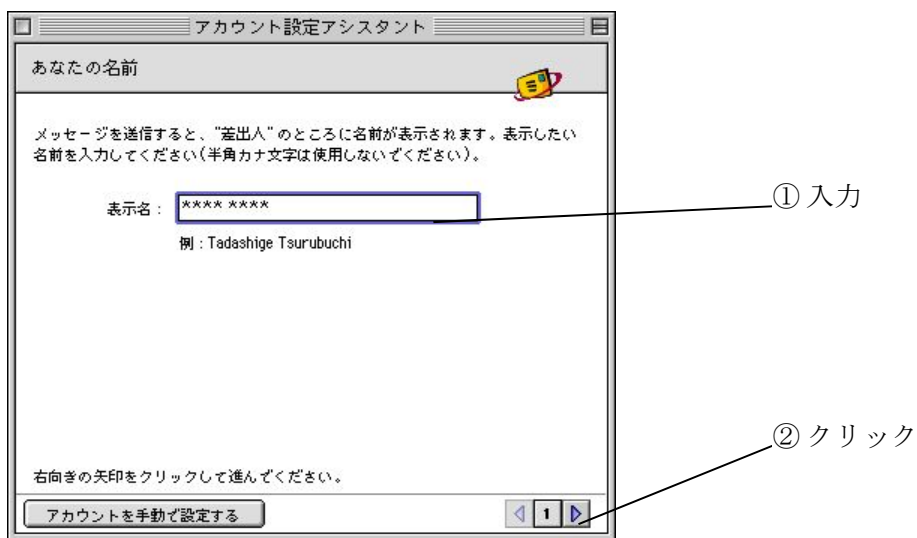 アカウント設定アシスタント
あなたの名前
メッセージを送信すると、"差出人"のところに名前が表示されます。表示したい
名前を入力してください(半角カナ文字は使用しないでください)。
表示名：
**** ****
① 入力
例：Tadashige Tsurubuchi
② クリック
右向きの矢印をクリックして進んでください。
アカウントを手動で設定する
1